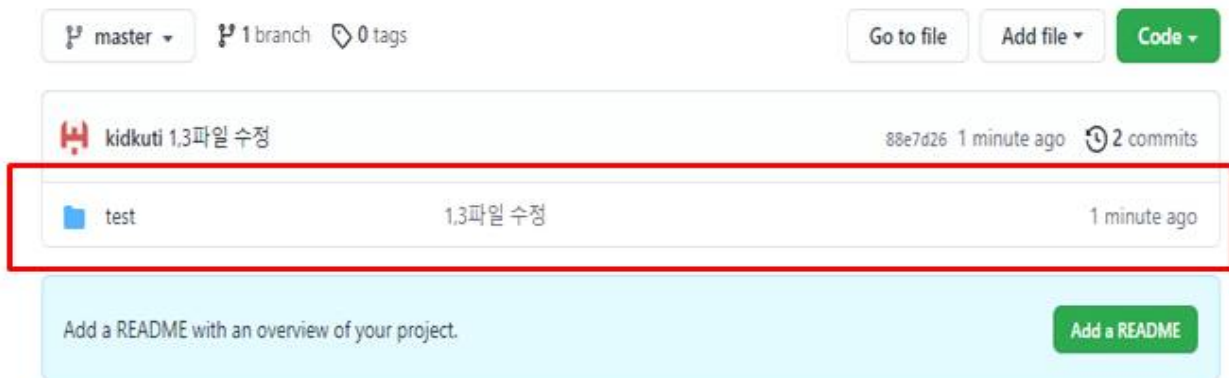 master 1 branch 0 tags Go to file Add file Code
kidkuti 1,3파일 수정 88e7d26 1 minute ago 2 commits
test 1,3파일 수정 1 minute ago
Add a README with an overview of your project. Add a README